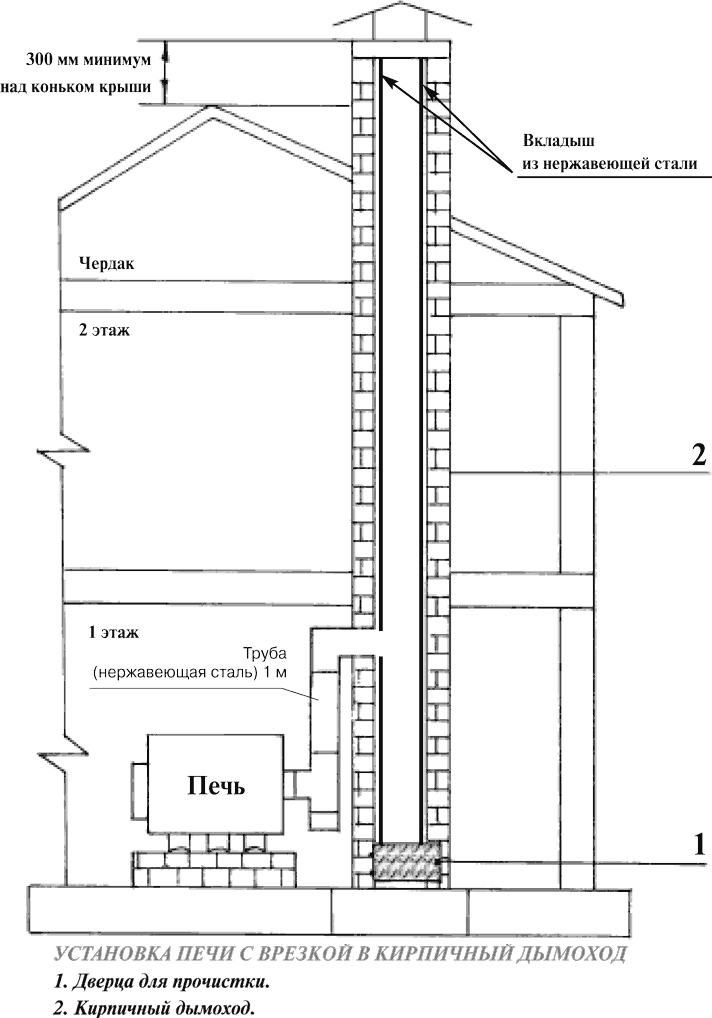 300 мм минимум
над коньком крыши
Вкладыш
из нержавеющей стали
Чердак
2 этаж
2
1 этаж
Труба
(нержавеющая сталь) 1 м
Печь
1
УСТАНОВКА ПЕЧИ С ВРЕЗКОЙ В КИРПИЧНЫЙ ДЫМОХОД
1. Дверца для прочистки.
2. Кирпичный дымоход.